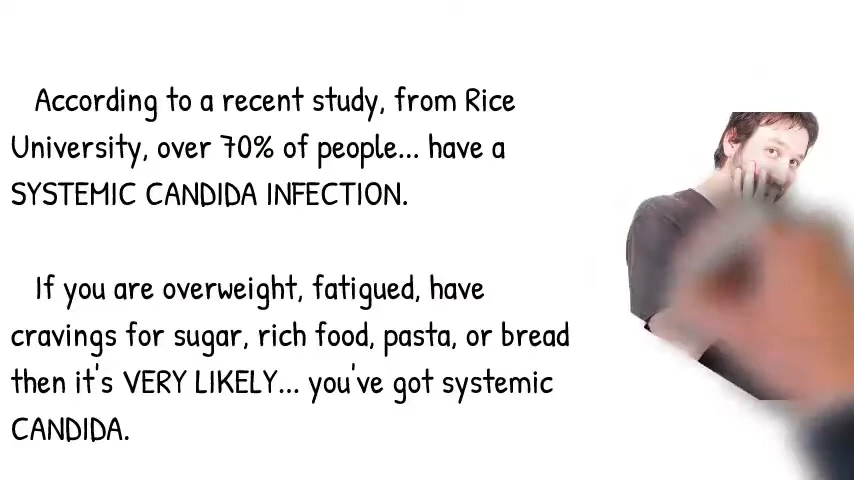 According to a recent study, from Rice
University, over 70% of people... have a
SYSTEMIC CANDIDA INFECTION.
If you are overweight, fatigued, have
cravings for sugar, rich food, pasta, or bread
then it's VERY LIKELY... you've got systemic
CANDIDA.